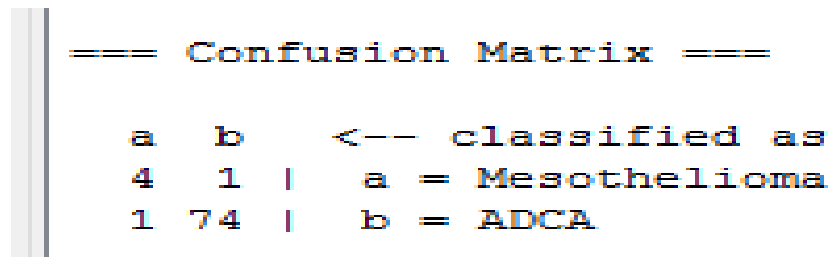 === Confusion Matrix ===
a b <-- classified as
4 1 | a = Mesothelioma
1 74 | b = ADCA